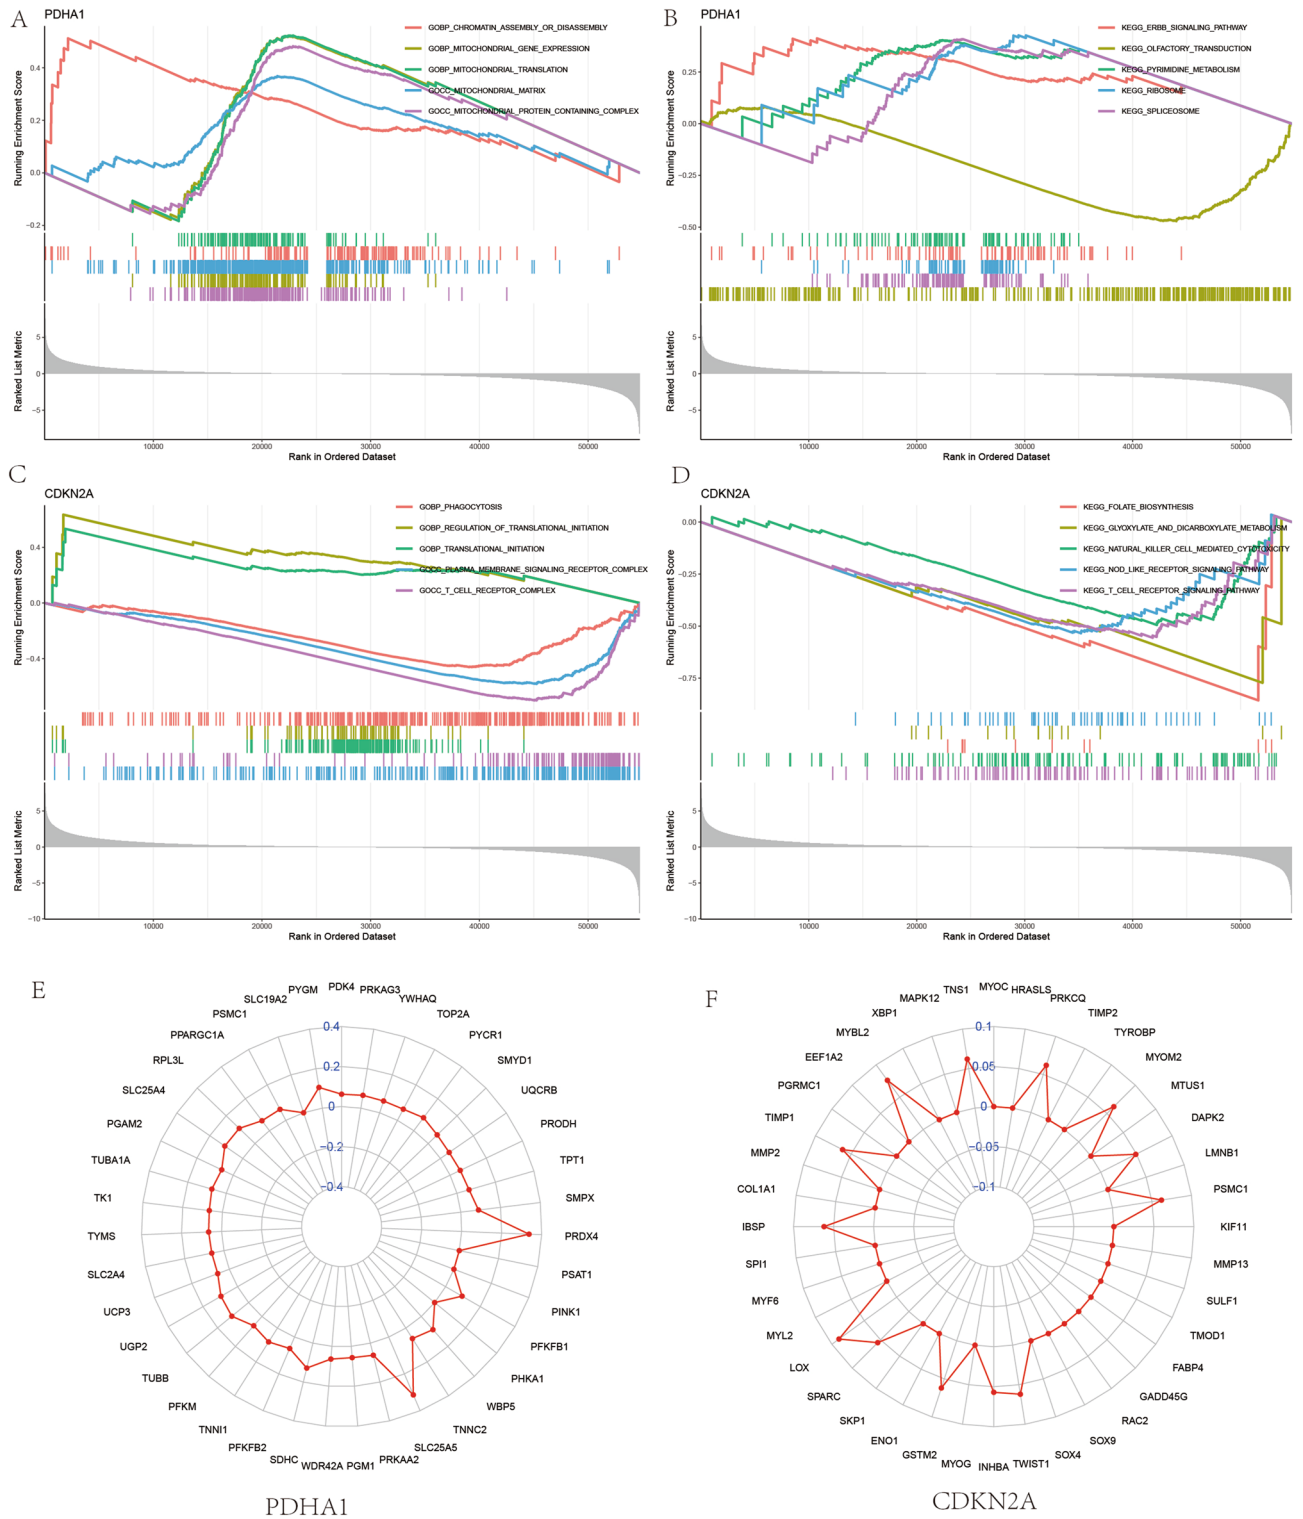 A
PDHA1
GOBP_CHROMATIN_ASSEMBLY_OR_DISASSEMBLY
GOBP_MITOCHONDRIAL_GENE_EXPRESSION
GOBP_MITOCHONDRIAL_TRANSLATION
GOCC_MITOCHONDRIAL_MATRIX
GOCC_MITOCHONDRIAL_PROTEIN_CONTAINING_COMPLEX
Running Enrichment Score
0.4
0.2
0.0
−0.2
Ranked List Metric
5
0
−5
10000 20000 30000 40000 50000
Rank in Ordered Dataset
B
PDHA1
KEGG_ERBB_SIGNALING_PATHWAY
KEGG_OLFACTORY_TRANSDUCTION
KEGG_PYRIMIDINE_METABOLISM
KEGG_RIBOSOME
KEGG_SPLICEOSOME
Running Enrichment Score
0.25
0.00
−0.25
−0.50
Ranked List Metric
5
0
−5
10000 20000 30000 40000 50000
Rank in Ordered Dataset
C
CDKN2A
GOBP_PHAGOCYTOSIS
GOBP_REGULATION_OF_TRANSLATIONAL_INITIATION
GOBP_TRANSLATIONAL_INITIATION
GOCC_PLASMA_MEMBRANE_SIGNALING_RECEPTOR_COMPLEX
GOCC_T_CELL_RECEPTOR_COMPLEX
Running Enrichment Score
0.4
0.0
−0.4
Ranked List Metric
5
0
−5
−10
10000 20000 30000 40000 50000
Rank in Ordered Dataset
D
CDKN2A
KEGG_FOLATE_BIOSYNTHESIS
KEGG_GLYOXYLATE_AND_DICARBOXYLATE_METABOLISM
KEGG_NATURAL_KILLER_CELL_MEDIATED_CYTOTOXICITY
KEGG_NOD_LIKE_RECEPTOR_SIGNALING_PATHWAY
KEGG_T_CELL_RECEPTOR_SIGNALING_PATHWAY
Running Enrichment Score
0.00
−0.25
−0.50
−0.75
Ranked List Metric
5
0
−5
−10
10000 20000 30000 40000 50000
Rank in Ordered Dataset
E
PDK4
PRKAG3
YWHAQ
TOP2A
PYCR1
SMYD1
UQCRB
PRODH
TPT1
SMPX
PRDX4
PSAT1
PINK1
PFKFB1
PHKA1
WBP5
TNNC2
SLC25A5
PRKAA2
PGM1
WDR42A
SDHC
PFKFB2
TNNI1
PFKM
TUBB
UGP2
UCP3
SLC2A4
TYMS
TK1
TUBA1A
PGAM2
SLC25A4
RPL3L
PPARGC1A
PSMC1
SLC19A2
PYGM
0.4
0.2
0
−0.2
−0.4
PDHA1
F
MYOC
HRASLS
PRKCQ
TIMP2
TYROBP
MYOM2
MTUS1
DAPK2
LMNB1
PSMC1
KIF11
MMP13
SULF1
TMOD1
FABP4
GADD45G
RAC2
SOX9
SOX4
TWIST1
INHBA
MYOG
GSTM2
ENO1
SKP1
SPARC
LOX
MYL2
MYF6
SPI1
IBSP
COL1A1
MMP2
TIMP1
PGRMC1
EEF1A2
MYBL2
XBP1
MAPK12
TNS1
0.1
0.05
0
−0.05
−0.1
CDKN2A